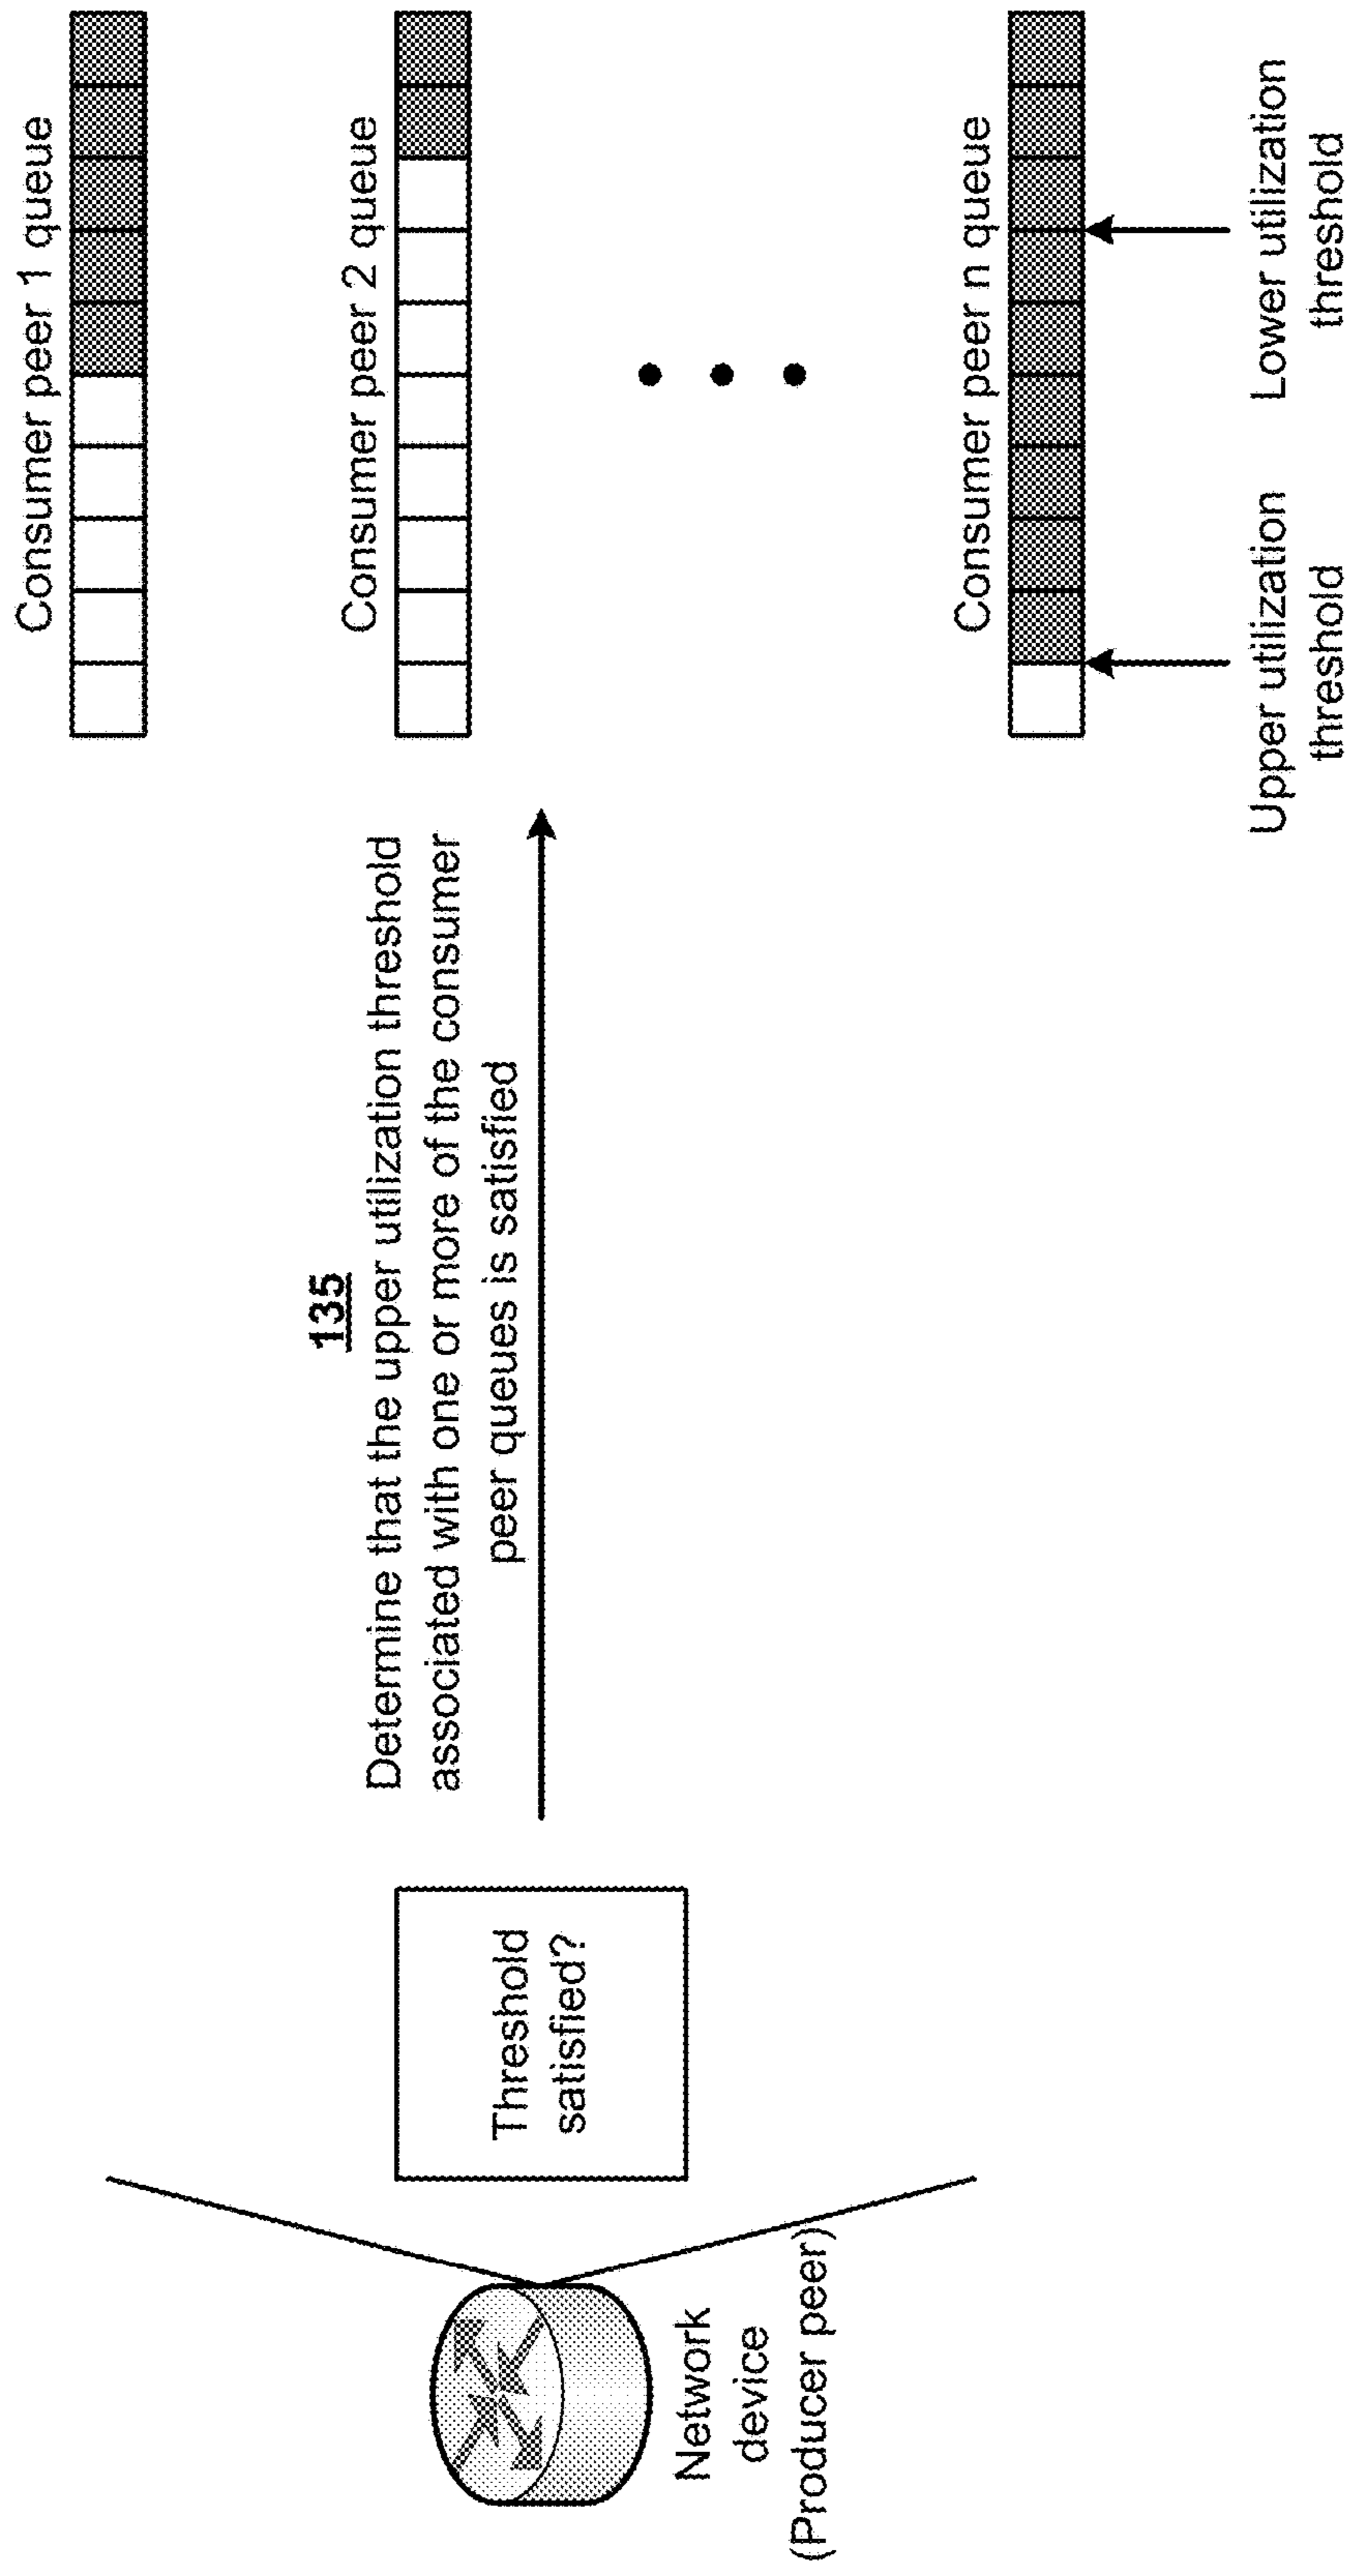 135
Determine that the upper utilization threshold
associated with one or more of the consumer
peer queues is satisfied
Threshold
satisfied?
Network
device
(Producer peer)
Consumer peer 1 queue
Consumer peer 2 queue
Consumer peer n queue
Upper utilization
threshold
Lower utilization
threshold